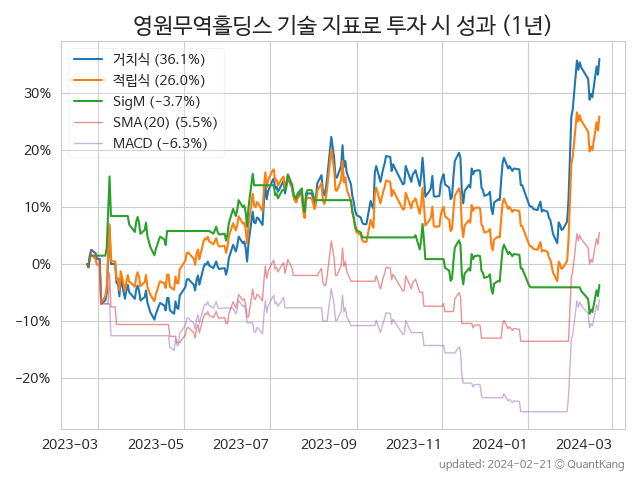 영원무역홀딩스 기술 지표로 투자 시 성과 (1년)
거치식 (36.1%)
적립식 (26.0%)
SigM (−3.7%)
SMA(20) (5.5%)
MACD (−6.3%)
30%
20%
10%
0%
−10%
−20%
2023-03 2023-05 2023-07 2023-09 2023-11 2024-01 2024-03
updated: 2024-02-21 © QuantKang